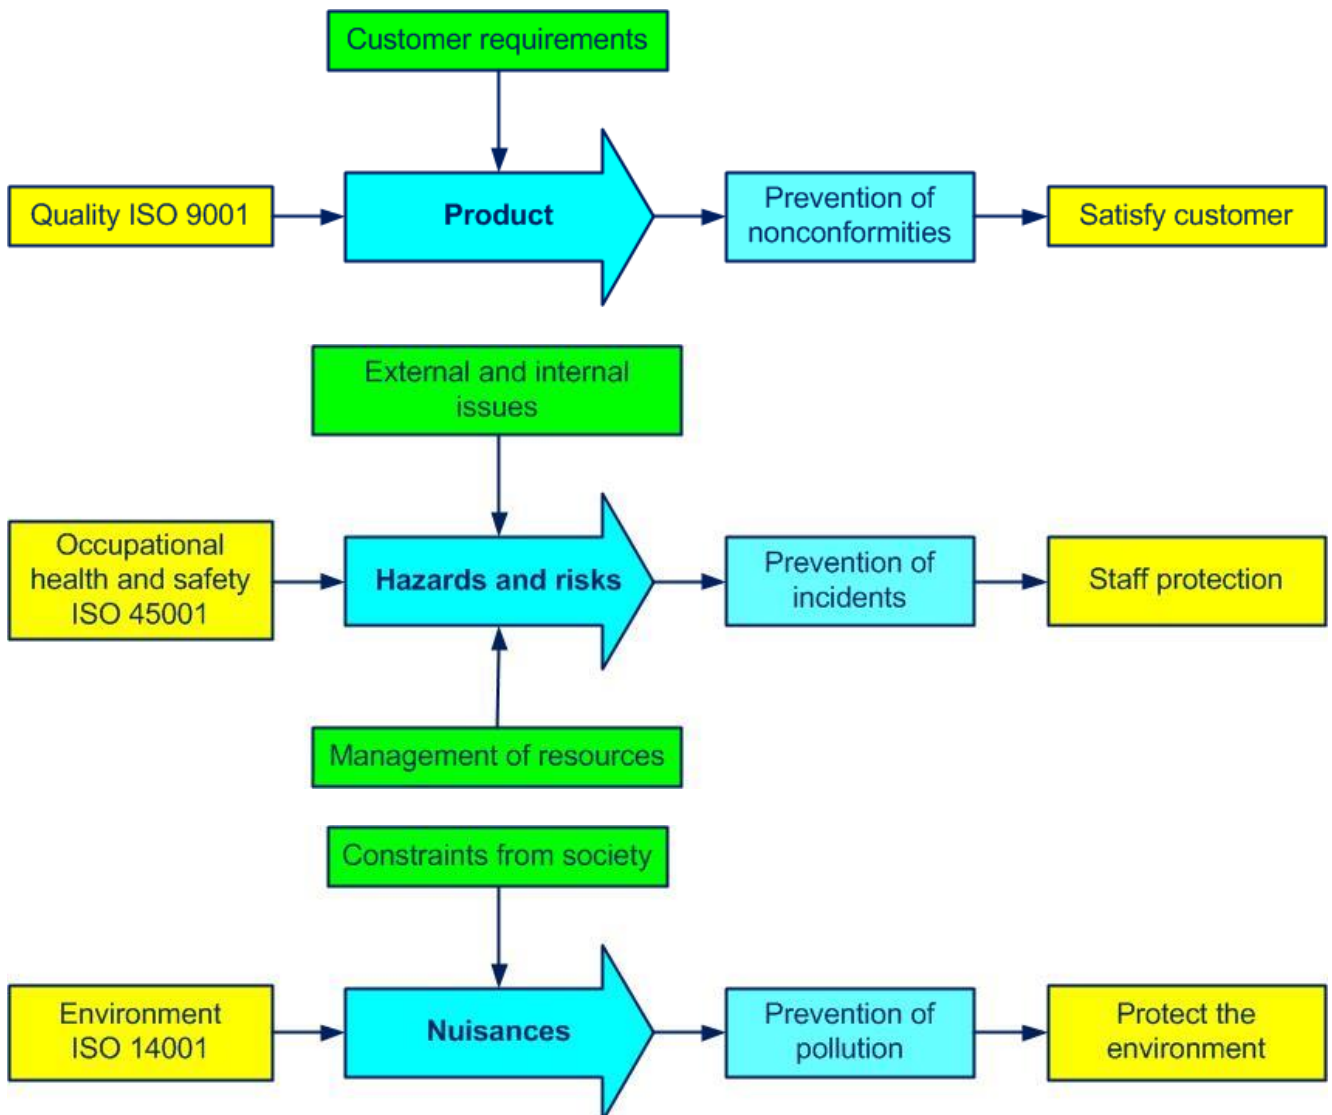 Customer requirements
Quality ISO 9001
Product
Prevention of
nonconformities
Satisfy customer
External and internal
issues
Occupational
health and safety
ISO 45001
Hazards and risks
Prevention of
incidents
Staff protection
Management of resources
Constraints from society
Environment
ISO 14001
Nuisances
Prevention of
pollution
Protect the
environment